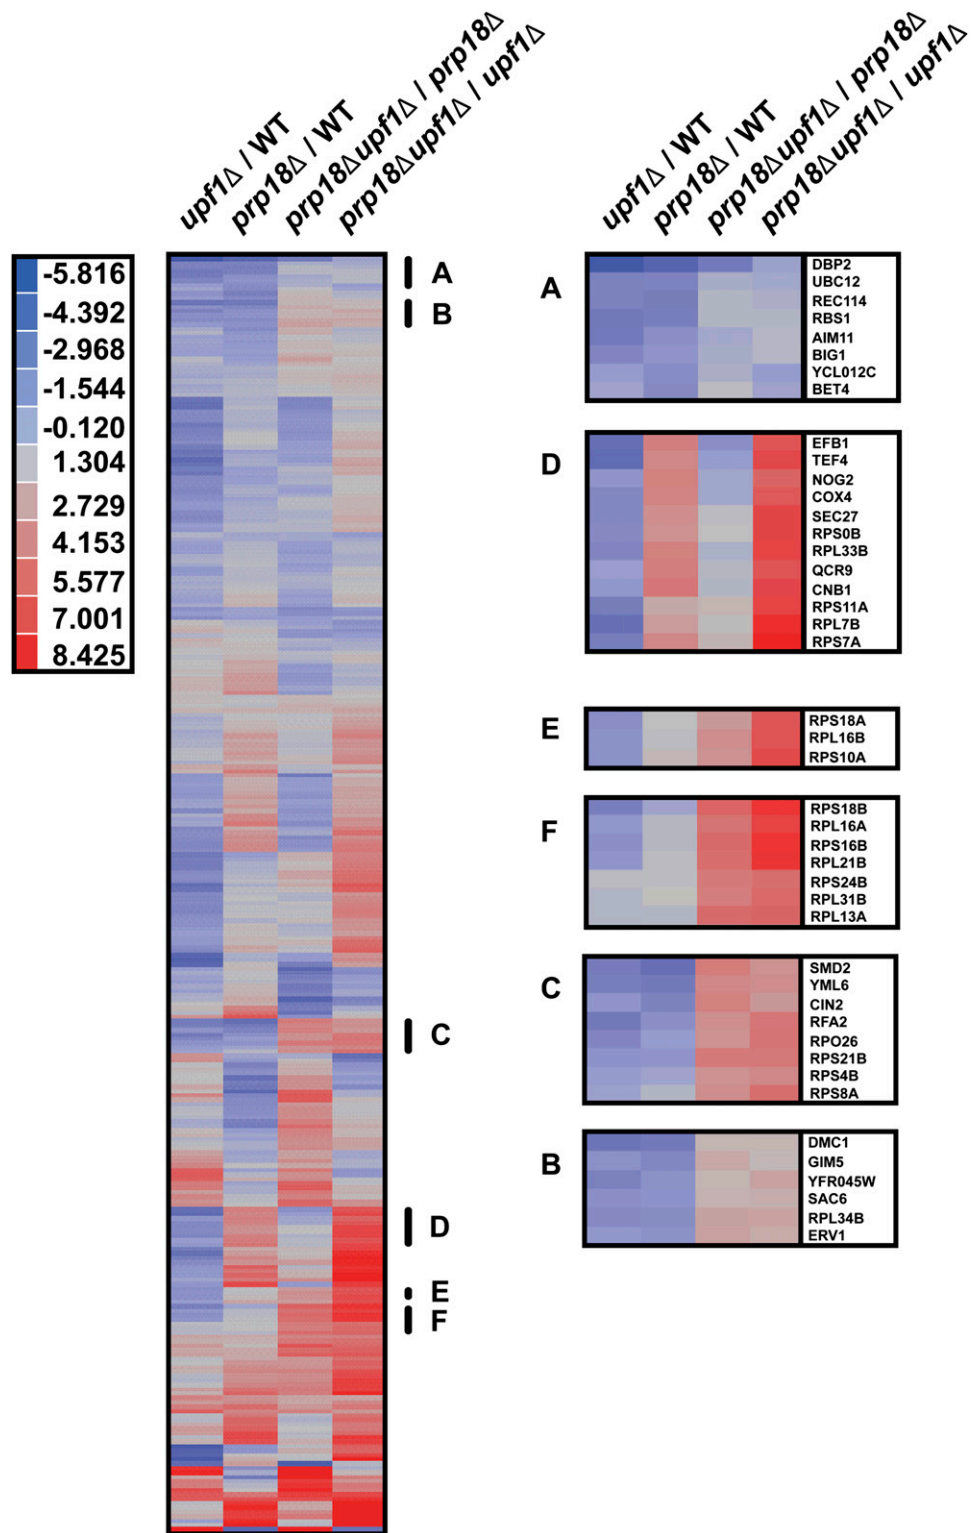 upf1Δ / WT
prp18Δ / WT
prp18Δupf1Δ / prp18Δ
prp18Δupf1Δ / upf1Δ
upf1Δ / WT
prp18Δ / WT
prp18Δupf1Δ / prp18Δ
prp18Δupf1Δ / upf1Δ
-5.816
-4.392
-2.968
-1.544
-0.120
1.304
2.729
4.153
5.577
7.001
8.425
A
B
C
D
E
F
A
DBP2
UBC12
REC114
RBS1
AIM11
BIG1
YCL012C
BET4
D
EFB1
TEF4
NOG2
COX4
SEC27
RPS0B
RPL33B
QCR9
CNB1
RPS11A
RPL7B
RPS7A
E
RPS18A
RPL16B
RPS10A
F
RPS18B
RPL16A
RPS16B
RPL21B
RPS24B
RPL31B
RPL13A
C
SMD2
YML6
CIN2
RFA2
RPO26
RPS21B
RPS4B
RPS8A
B
DMC1
GIM5
YFR045W
SAC6
RPL34B
ERV1